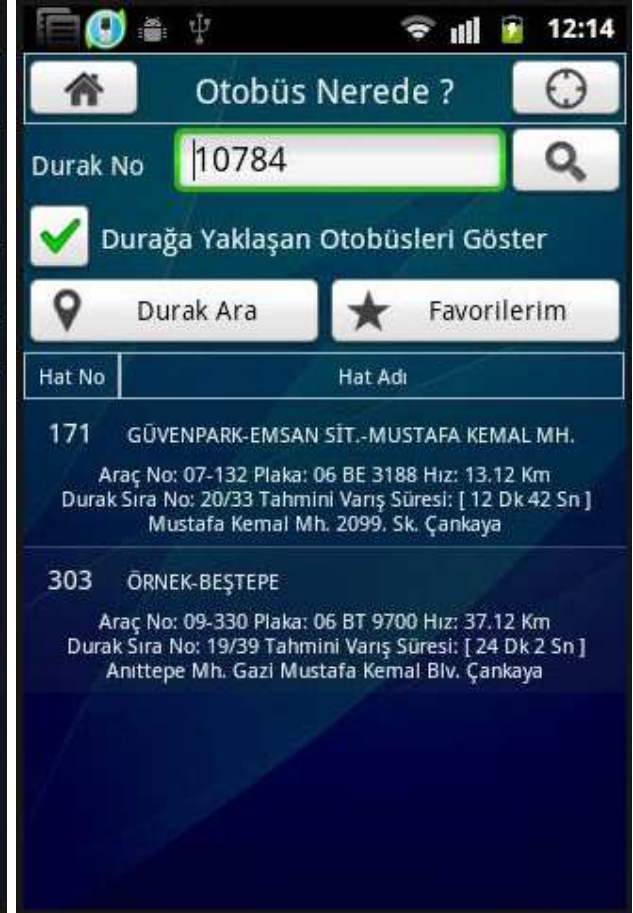 12:14
Otobüs Nerede ?
Durak No 10784
Durağa Yaklaşan Otobüsleri Göster
Durak Ara Favorilerim
Hat No Hat Adı
171 GÜVENPARK-EMSAN SİT.-MUSTAFA KEMAL MH.
Araç No: 07-132 Plaka: 06 BE 3188 Hız: 13.12 Km
Durak Sıra No: 20/33 Tahmini Varış Süresi: [ 12 Dk 42 Sn ]
Mustafa Kemal Mh. 2099. Sk. Çankaya
303 ÖRNEK-BEŞTEPE
Araç No: 09-330 Plaka: 06 BT 9700 Hız: 37.12 Km
Durak Sıra No: 19/39 Tahmini Varış Süresi: [ 24 Dk 2 Sn ]
Anıttepe Mh. Gazi Mustafa Kemal Blv. Çankaya